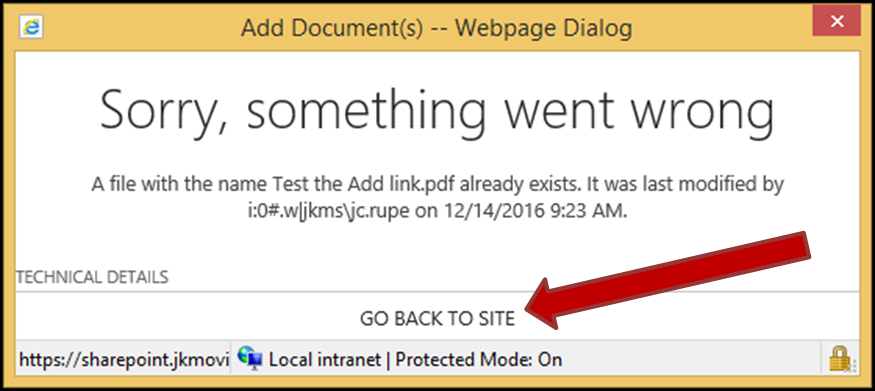 Add Document(s) -- Webpage Dialog
Sorry, something went wrong
A file with the name Test the Add link.pdf already exists. It was last modified by
i:0#.w|jkms\jc.rupe on 12/14/2016 9:23 AM.
TECHNICAL DETAILS
GO BACK TO SITE
https://sharepoint.jkmovi Local intranet | Protected Mode: On